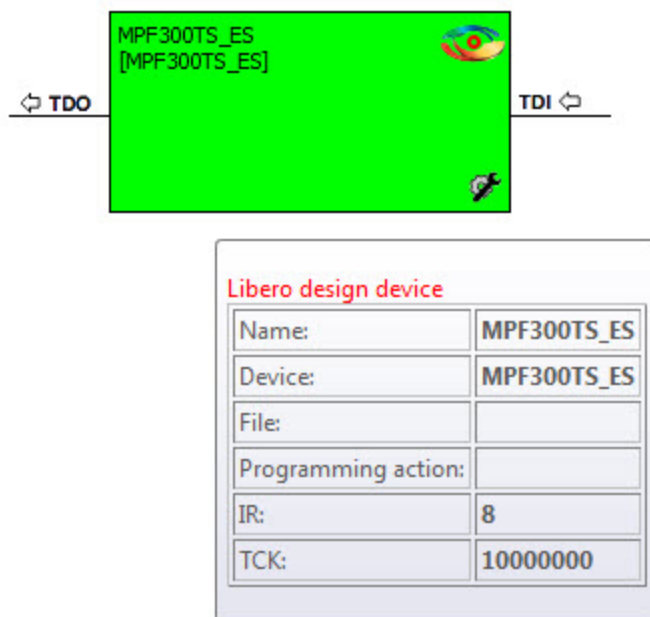 MPF300TS_ES
[MPF300TS_ES]
TDO
TDI
Libero design device
Name: MPF300TS_ES
Device: MPF300TS_ES
File:
Programming action:
IR: 8
TCK: 10000000